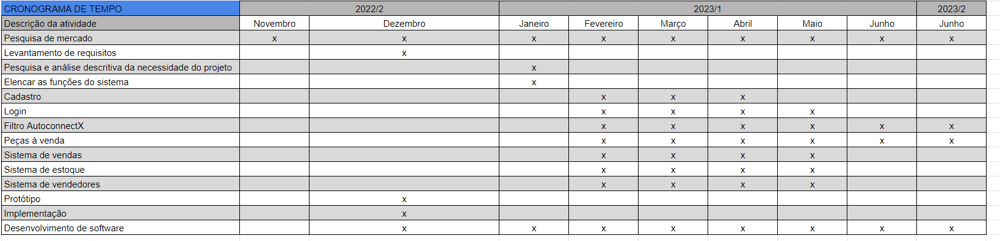 CRONOGRAMA DE TEMPO 2022/2 2023/1 2023/2
Descrição da atividade Novembro Dezembro Janeiro Fevereiro Março Abril Maio Junho Junho
Pesquisa de mercado x x x x x x x x x
Levantamento de requisitos x
Pesquisa e análise descritiva da necessidade do projeto x
Elencar as funções do sistema x
Cadastro x x x
Login x x x x
Filtro AutoconnectX x x x x x x
Peças á venda x x x x x x
Sistema de vendas x x x x
Sistema de estoque x x x x
Sistema de vendedores x x x x
Protótipo x
Implementação x
Desenvolvimento de software x x x x x x x x